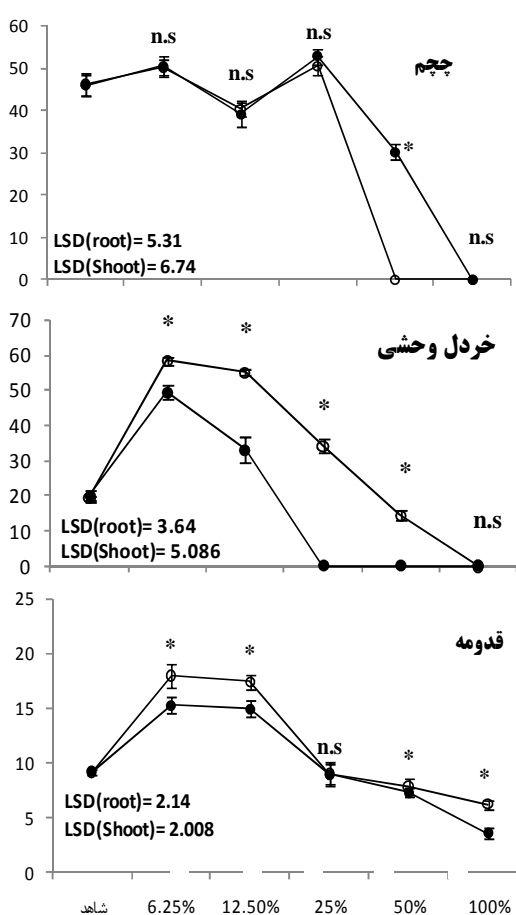 60
n.s
n.s
چچم
50
n.s
40
30
*
20
n.s
10
LSD(root)= 5.31
LSD(Shoot)= 6.74
0
70
*
*
خردل وحشی
60
50
*
40
*
30
20
n.s
10
LSD(root)= 3.64
LSD(Shoot)= 5.086
0
25
قدومه
20
*
*
15
n.s
*
*
10
LSD(root)= 2.14
5
LSD(Shoot)= 2.008
0
شاهد 6.25% 12.50% 25% 50% 100%